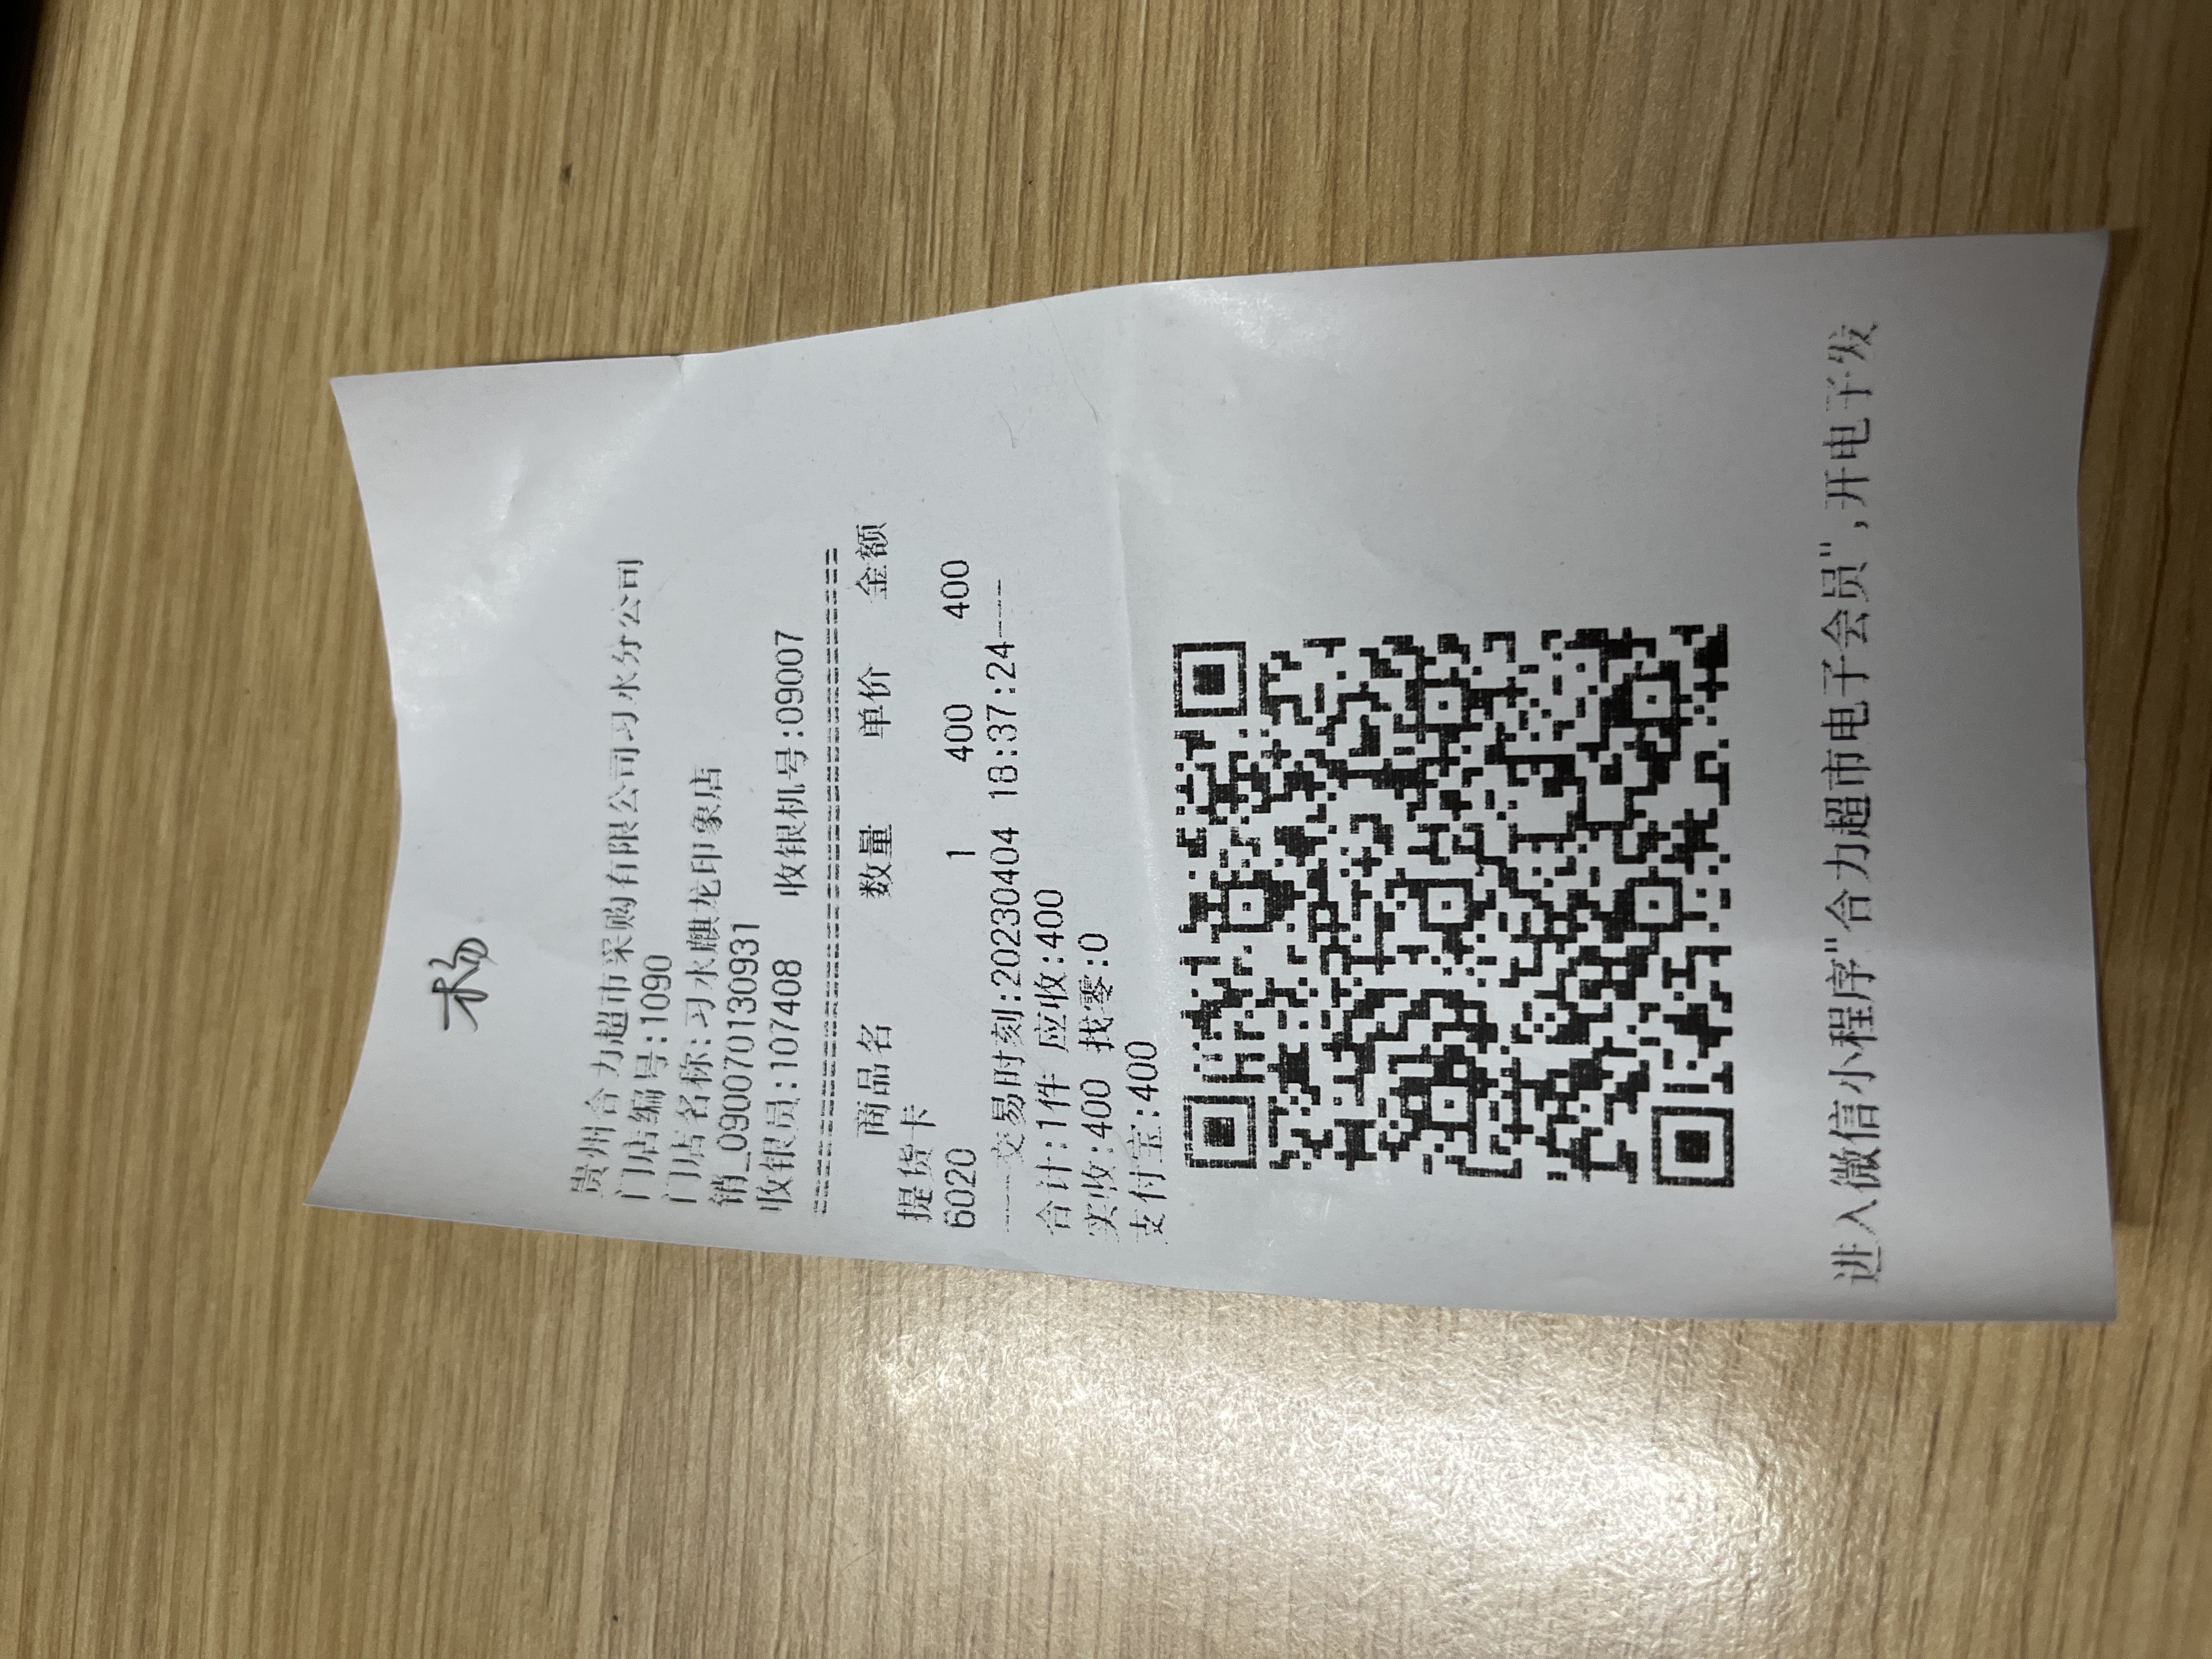 杨
贵州合力超市采购有限公司习水分公司
门店编号:1090
门店名称:习水麒龙印象店
销_090070130931
收银员:107408 收银机号:09007
商品名 数量 单价 金额
提货卡
6020 1 400 400
----交易时刻:20230404 18:37:24----
合计:1件 应收:400
实收:400 找零:0
支付宝:400
进入微信小程序"合力超市电子会员",开电子发